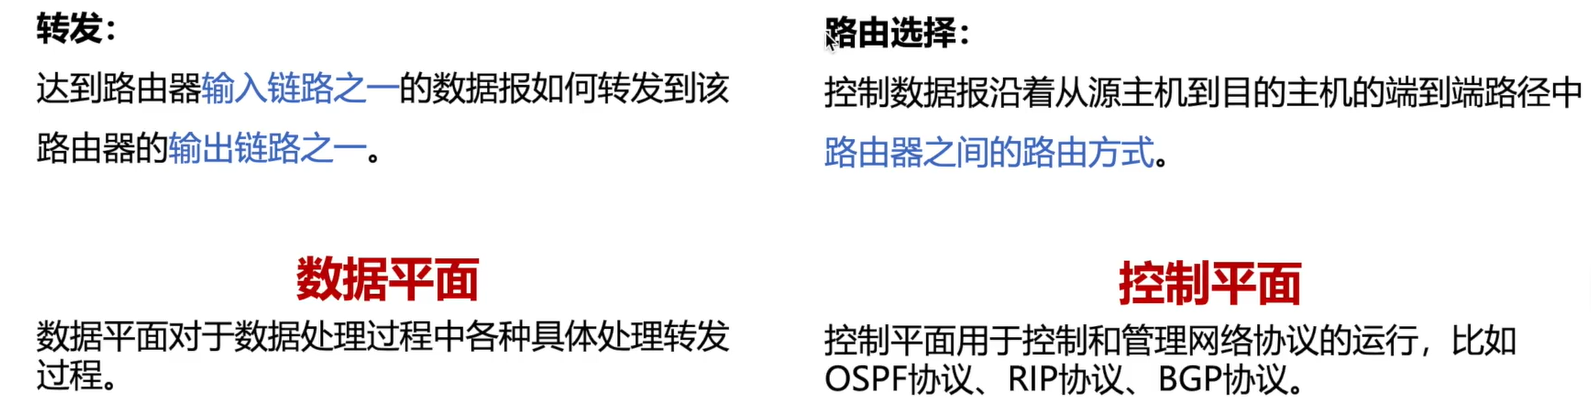 转发：
达到路由器输入链路之一的数据报如何转发到该
路由器的输出链路之一。
数据平面
数据平面对于数据处理过程中各种具体处理转发
过程。
路由选择：
控制数据报沿着从源主机到目的主机的端到端路径中
路由器之间的路由方式。
控制平面
控制平面用于控制和管理网络协议的运行，比如
OSPF协议、RIP协议、BGP协议。